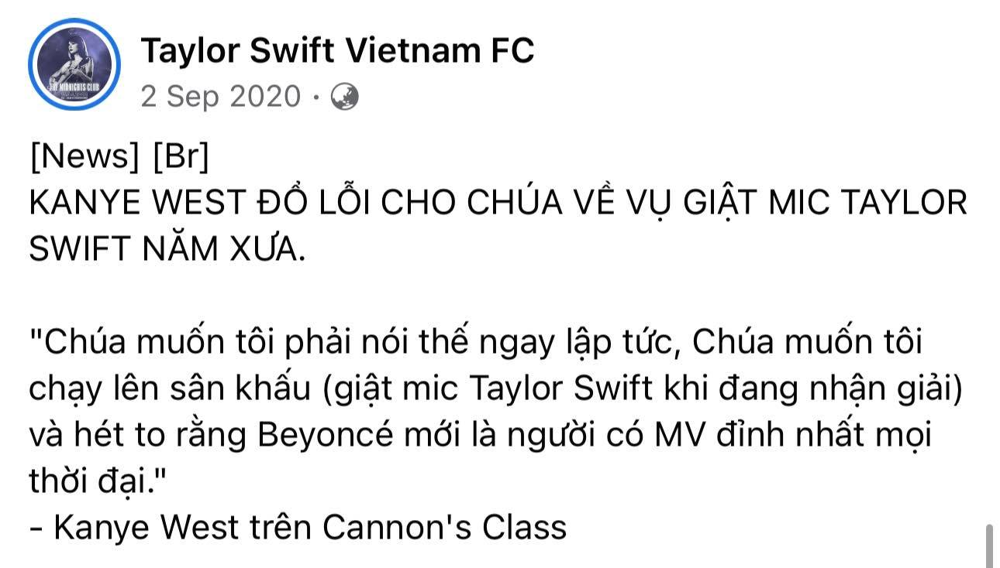 Taylor Swift Vietnam FC
2 Sep 2020 ·
[News] [Br]
KANYE WEST ĐỔ LỖI CHO CHÚA VỀ VỤ GIẬT MIC TAYLOR
SWIFT NĂM XƯA.
"Chúa muốn tôi phải nói thế ngay lập tức, Chúa muốn tôi
chạy lên sân khấu (giật mic Taylor Swift khi đang nhận giải)
và hét to rằng Beyoncé mới là người có MV đỉnh nhất mọi
thời đại."
- Kanye West trên Cannon's Class
THE MIDNIGHTS CLUB